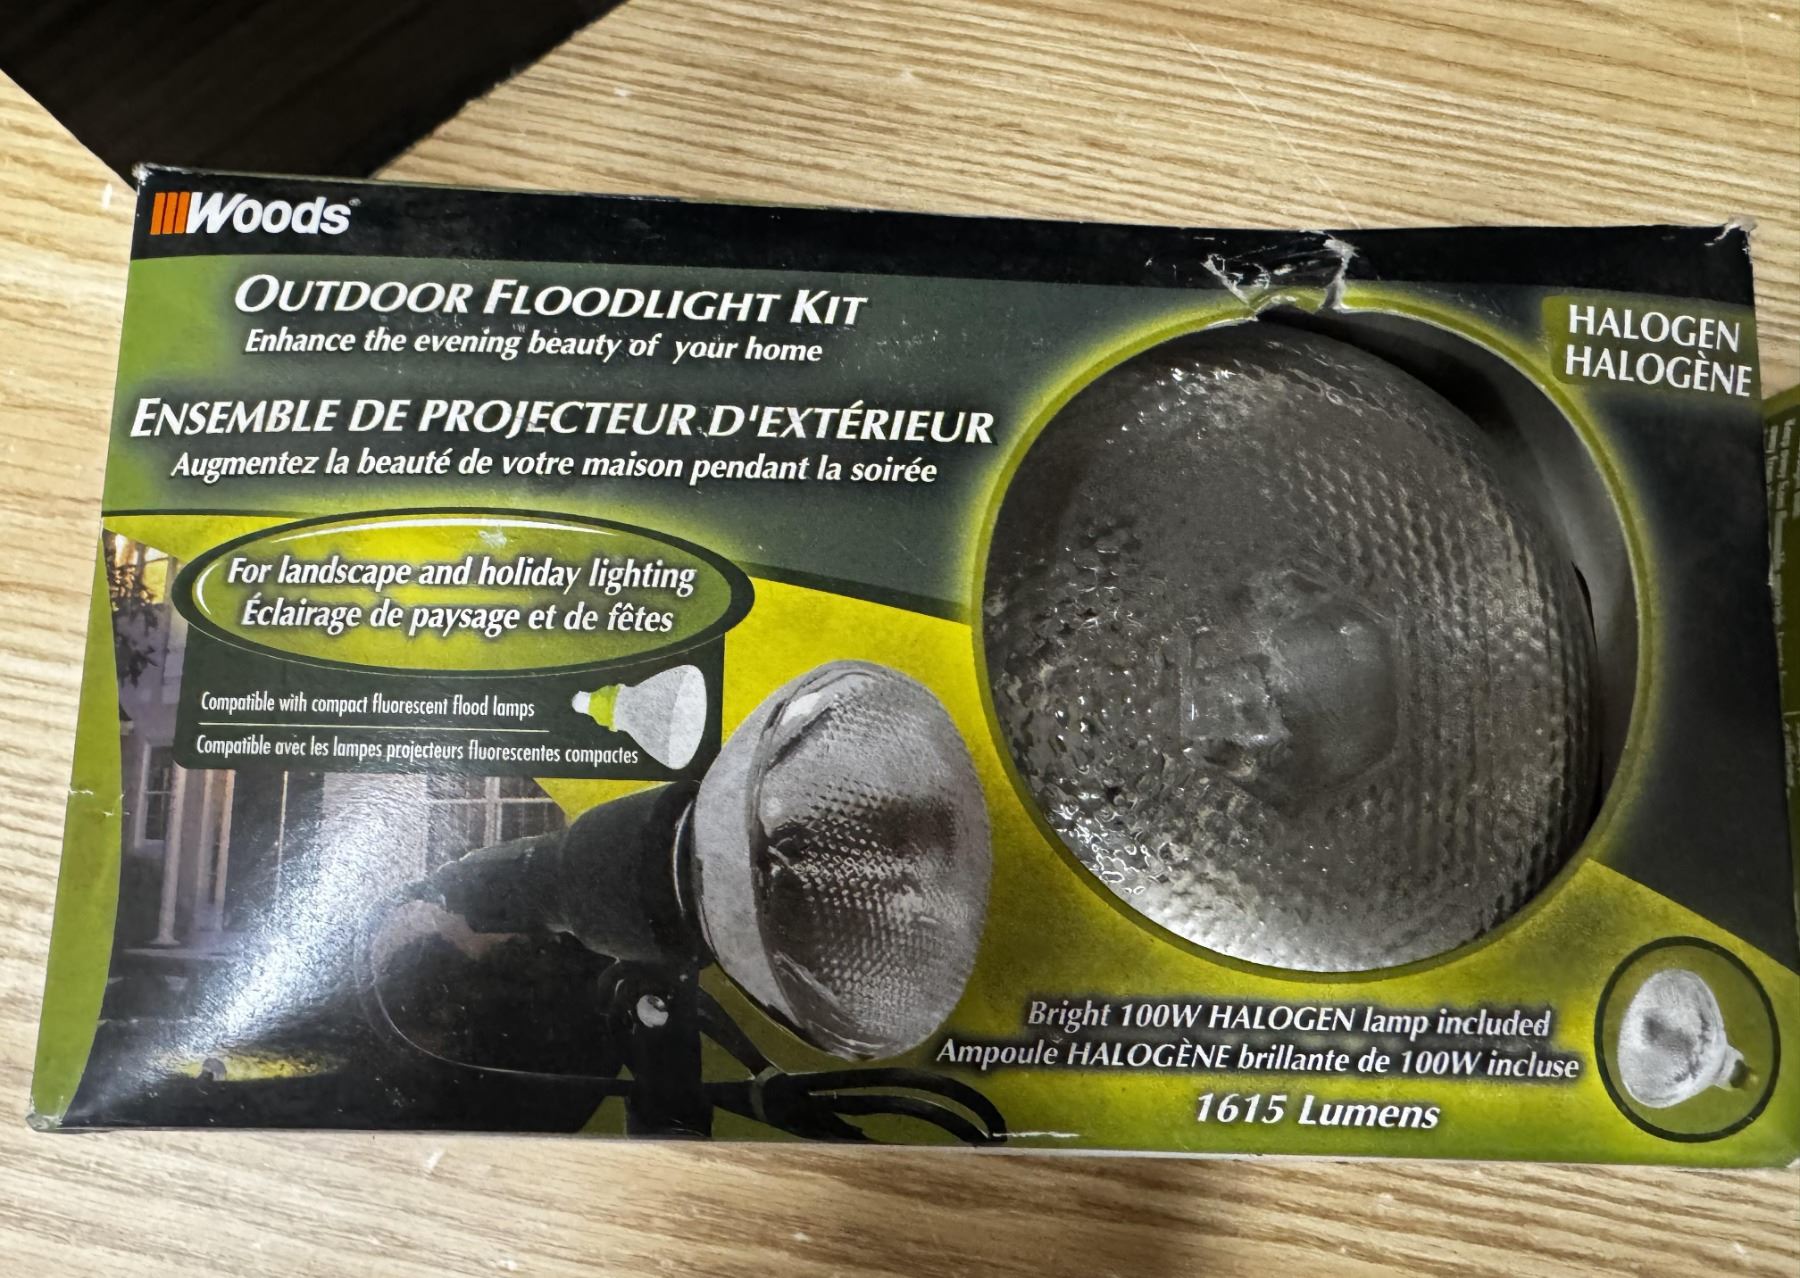 Woods®
OUTDOOR FLOODLIGHT KIT
Enhance the evening beauty of your home
ENSEMBLE DE PROJECTEUR D'EXTÉRIEUR
Augmentez la beauté de votre maison pendant la soirée
HALOGEN
HALOGÈNE
For landscape and holiday lighting
Éclairage de paysage et de fêtes
Compatible with compact fluorescent flood lamps
Compatible avec les lampes projecteurs fluorescentes compactes
Bright 100W HALOGEN lamp included
Ampoule HALOGÈNE brillante de 100W incluse
1615 Lumens